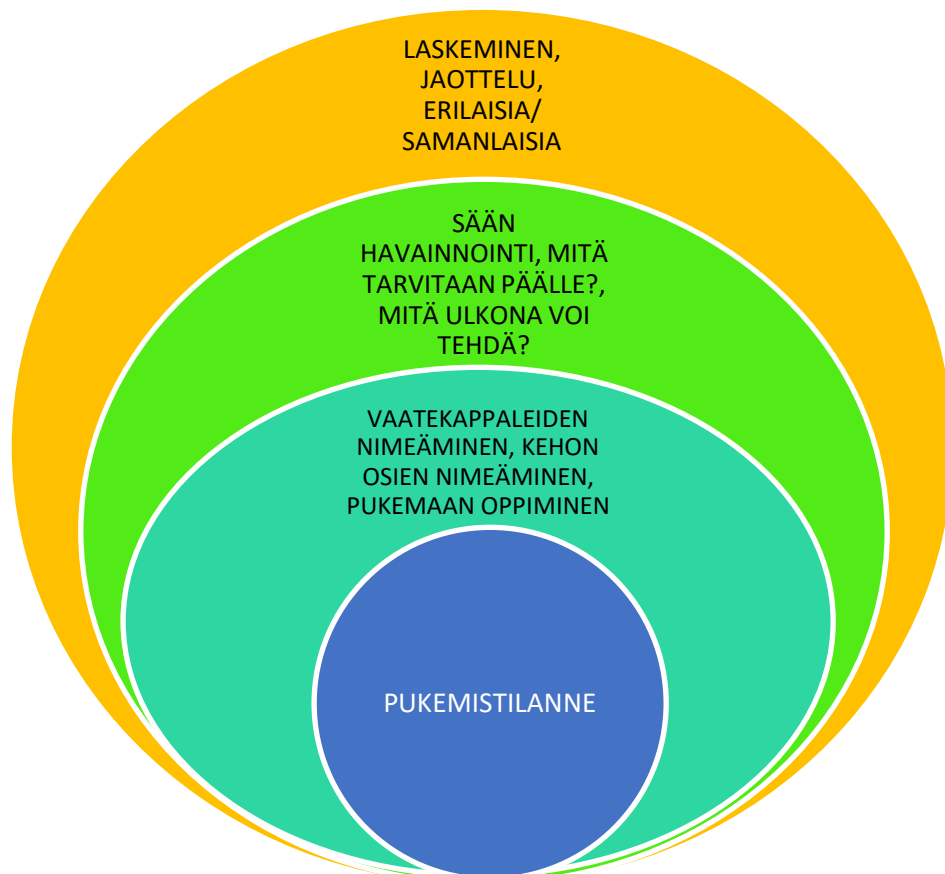 LASKEMINEN,
JAOTTELU,
ERILAISIA/
SAMANLAISIA
SÄÄN
HAVAINNOINTI, MITÄ
TARVITAAN PÄÄLLE?,
MITÄ ULKONA VOI
TEHDÄ?
VAATEKAPPALEIDEN
NIMEÄMINEN, KEHON
OSIEN NIMEÄMINEN,
PUKEMAAN OPPIMINEN
PUKEMISTILANNE